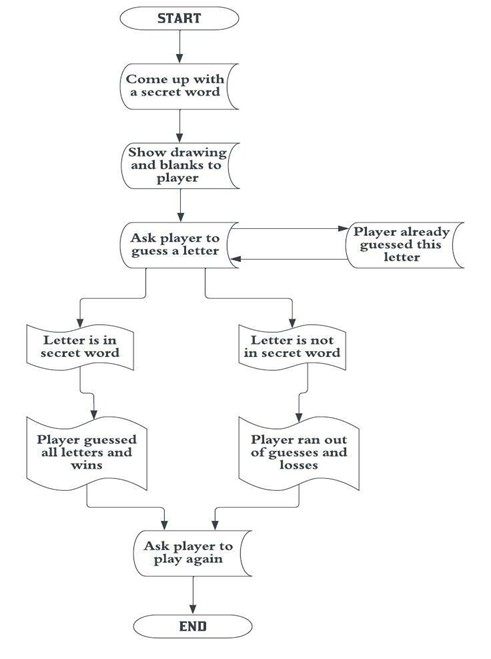 START
Come up with
a secret word
Show drawing
and blanks to
player
Ask player to
guess a letter
Player already
guessed this
letter
Letter is in
secret word
Letter is not
in secret word
Player guessed
all letters and
wins
Player ran out
of guesses and
losses
Ask player to
play again
END